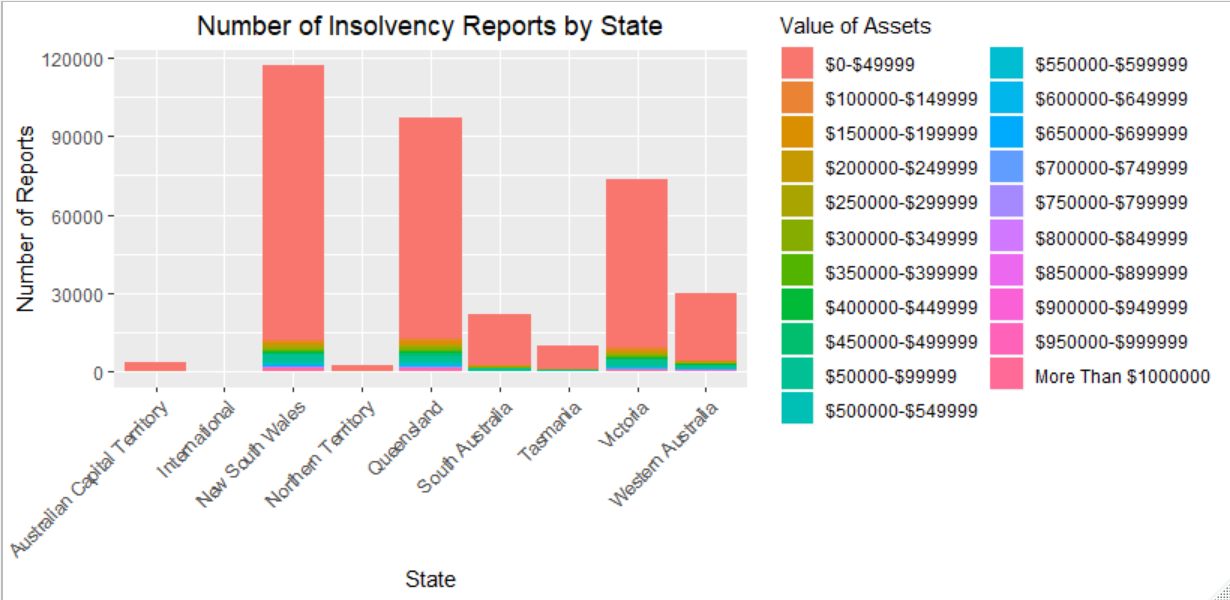 Number of Insolvency Reports by State
Number of Reports
120000
90000
60000
30000
0
Australian Capital Territory
International
New South Wales
Northern Territory
Queensland
South Australia
Tasmania
Victoria
Western Australia
State
Value of Assets
$0-$49999
$100000-$149999
$150000-$199999
$200000-$249999
$250000-$299999
$300000-$349999
$350000-$399999
$400000-$449999
$450000-$499999
$50000-$99999
$500000-$549999
$550000-$599999
$600000-$649999
$650000-$699999
$700000-$749999
$750000-$799999
$800000-$849999
$850000-$899999
$900000-$949999
$950000-$999999
More Than $1000000